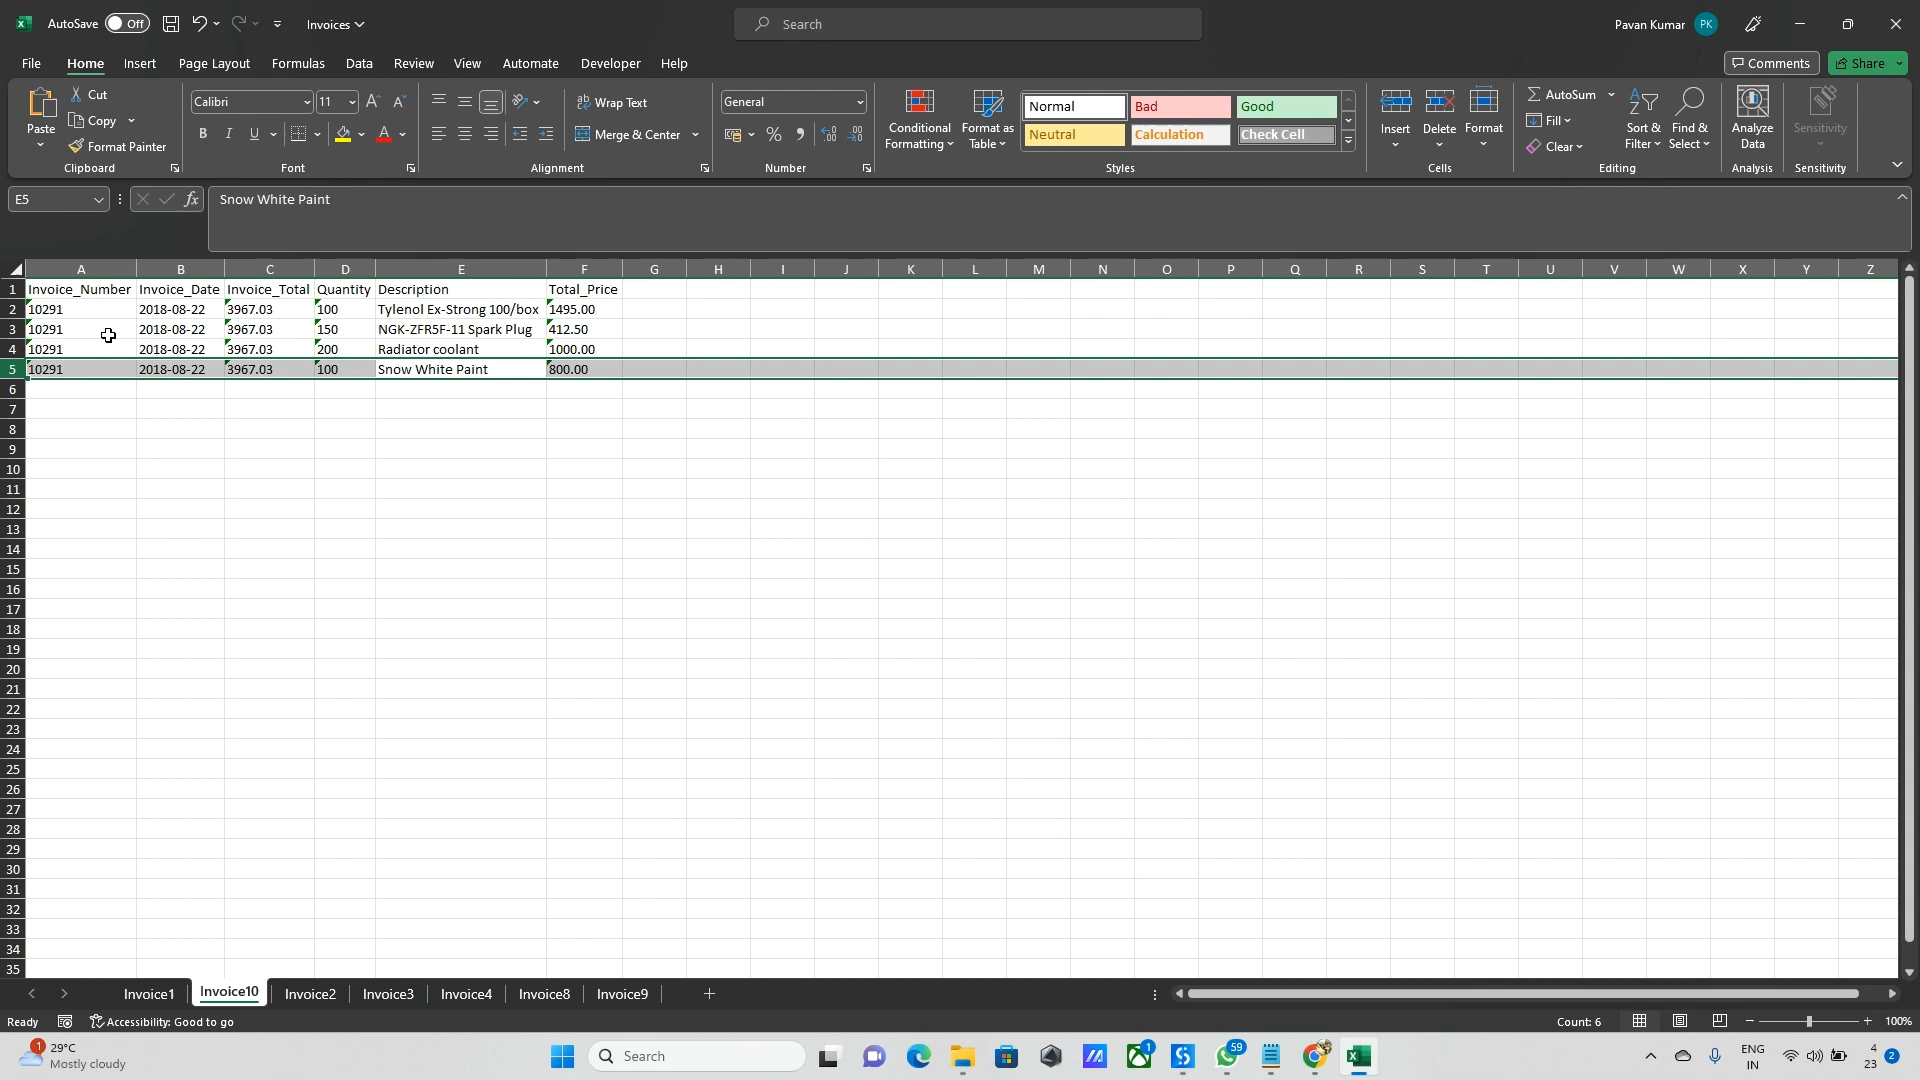 AutoSave Off Invoices Search Pavan Kumar PK
File Home Insert Page Layout Formulas Data Review View Automate Developer Help Comments Share
Paste Cut Copy Format Painter Clipboard
Calibri 11 B I U Font
ab Wrap Text Merge & Center Alignment
General % Number
Conditional Formatting Format as Table
Normal Bad Good
Neutral Calculation Check Cell
Styles
Insert Delete Format Cells
AutoSum Fill Clear Sort & Filter Find & Select Editing
Analyze Data Analysis
Sensitivity Sensitivity
E5 fx Snow White Paint
A B C D E F G H I J K L M N O P Q R S T U V W X Y Z
1 Invoice_Number Invoice_Date Invoice_Total Quantity Description Total_Price
2 10291 2018-08-22 3967.03 100 Tylenol Ex-Strong 100/box 1495.00
3 10291 2018-08-22 3967.03 150 NGK-ZFR5F-11 Spark Plug 412.50
4 10291 2018-08-22 3967.03 200 Radiator coolant 1000.00
5 10291 2018-08-22 3967.03 100 Snow White Paint 800.00
6
7
8
9
10
11
12
13
14
15
16
17
18
19
20
21
22
23
24
25
26
27
28
29
30
31
32
33
34
35
Invoice1 Invoice10 Invoice2 Invoice3 Invoice4 Invoice8 Invoice9
Ready Accessibility: Good to go Count: 6 100%
1 29°C Search 1 59 ENG 4
Mostly cloudy IN 23 2